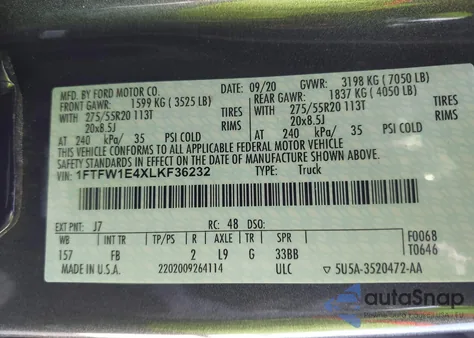 MFD. BY FORD MOTOR CO. 09/20 GVWR: 3198 KG (7050 LB)
FRONT GAWR: 1599 KG (3525 LB) REAR GAWR: 1837 KG (4050 LB)
WITH 275/55R20 113T TIRES WITH 275/55R20 113T TIRES
20x8.5J RIMS 20x8.5J RIMS
AT 240 kPa/ 35 PSI COLD AT 240 kPa/ 35 PSI COLD
THIS VEHICLE CONFORMS TO ALL APPLICABLE FEDERAL MOTOR VEHICLE
SAFETY STANDARDS IN EFFECT ON THE DATE OF MANUFACTURE SHOWN ABOVE.
VIN: 1FTFW1E4XLKF36232 TYPE: Truck
EXT PNT: J7 RC: 48 DSO: F0068
WB INT TR TP/PS R AXLE TR SPR T0646
157 FB 2 L9 G 33BB
MADE IN U.S.A. 2202009264114 ULC ▽ 5U5A-3520472-AA
autoSnap